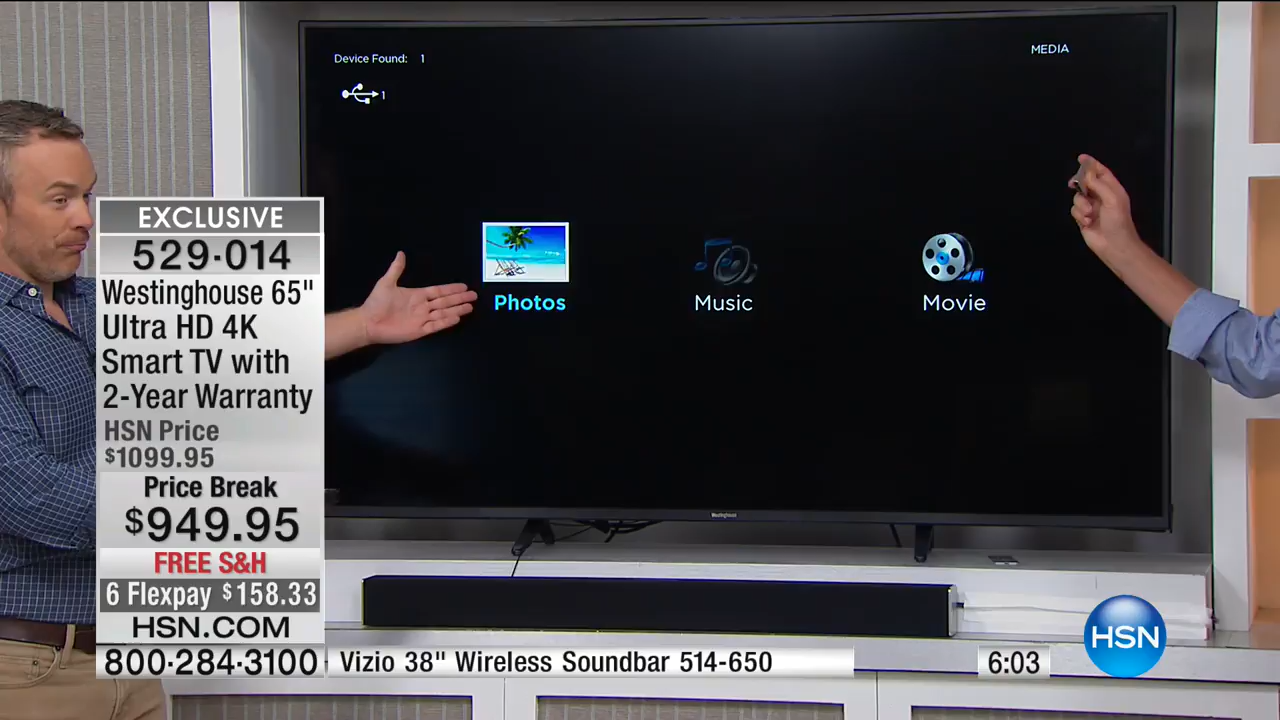 Device Found: 1
MEDIA
1
Photos
Music
Movie
Westinghouse
EXCLUSIVE
529-014
Westinghouse 65"
Ultra HD 4K
Smart TV with
2-Year Warranty
HSN Price
$1099.95
Price Break
$949.95
FREE S&H
6 Flexpay $158.33
HSN.COM
800-284-3100
Vizio 38" Wireless Soundbar 514-650
6:03
HSN